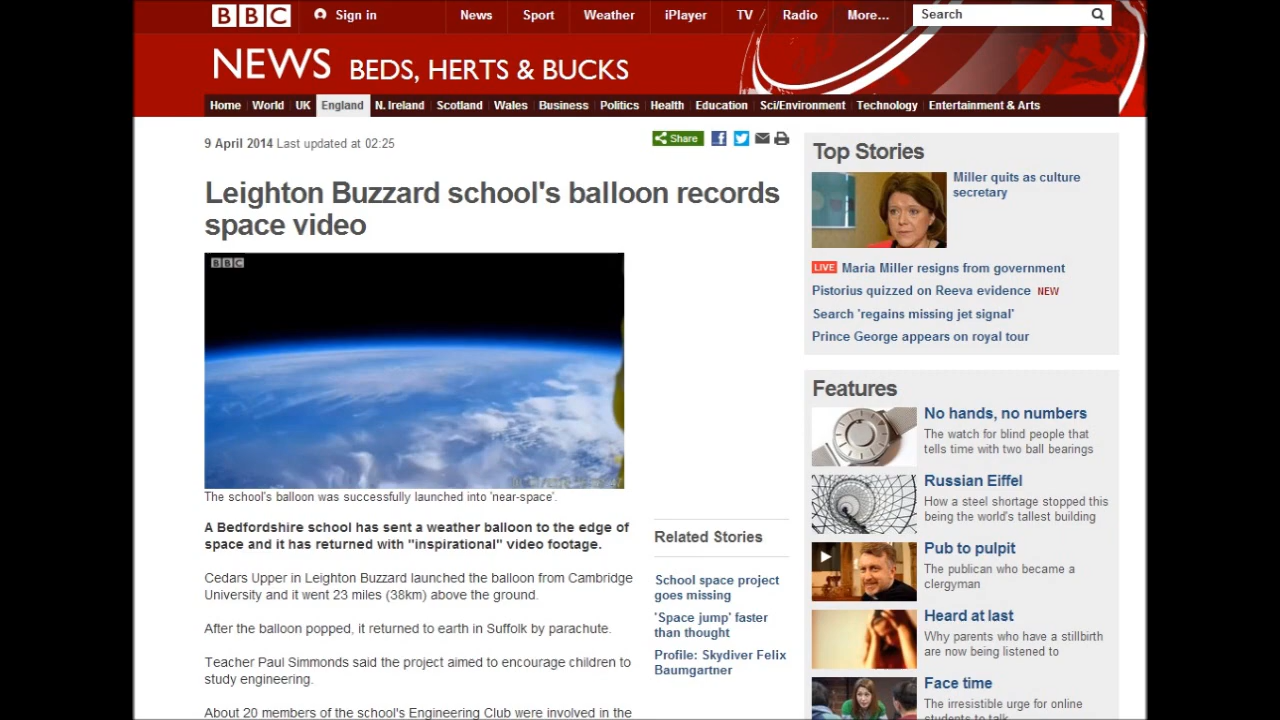 BBC Sign in News Sport Weather iPlayer TV Radio More... Search
NEWS BEDS, HERTS & BUCKS
Home World UK England N. Ireland Scotland Wales Business Politics Health Education Sci/Environment Technology Entertainment & Arts
9 April 2014 Last updated at 02:25
Share
Leighton Buzzard school's balloon records
space video
BBC
The school's balloon was successfully launched into 'near-space'.
A Bedfordshire school has sent a weather balloon to the edge of
space and it has returned with "inspirational" video footage.
Cedars Upper in Leighton Buzzard launched the balloon from Cambridge
University and it went 23 miles (38km) above the ground.
After the balloon popped, it returned to earth in Suffolk by parachute.
Teacher Paul Simmonds said the project aimed to encourage children to
study engineering.
About 20 members of the school's Engineering Club were involved in the
Related Stories
School space project
goes missing
'Space jump' faster
than thought
Profile: Skydiver Felix
Baumgartner
Top Stories
Miller quits as culture
secretary
LIVE Maria Miller resigns from government
Pistorius quizzed on Reeva evidence NEW
Search 'regains missing jet signal'
Prince George appears on royal tour
Features
No hands, no numbers
The watch for blind people that
tells time with two ball bearings
Russian Eiffel
How a steel shortage stopped this
being the world's tallest building
Pub to pulpit
The publican who became a
clergyman
Heard at last
Why parents who have a stillbirth
are now being listened to
Face time
The irresistible urge for online
students to talk